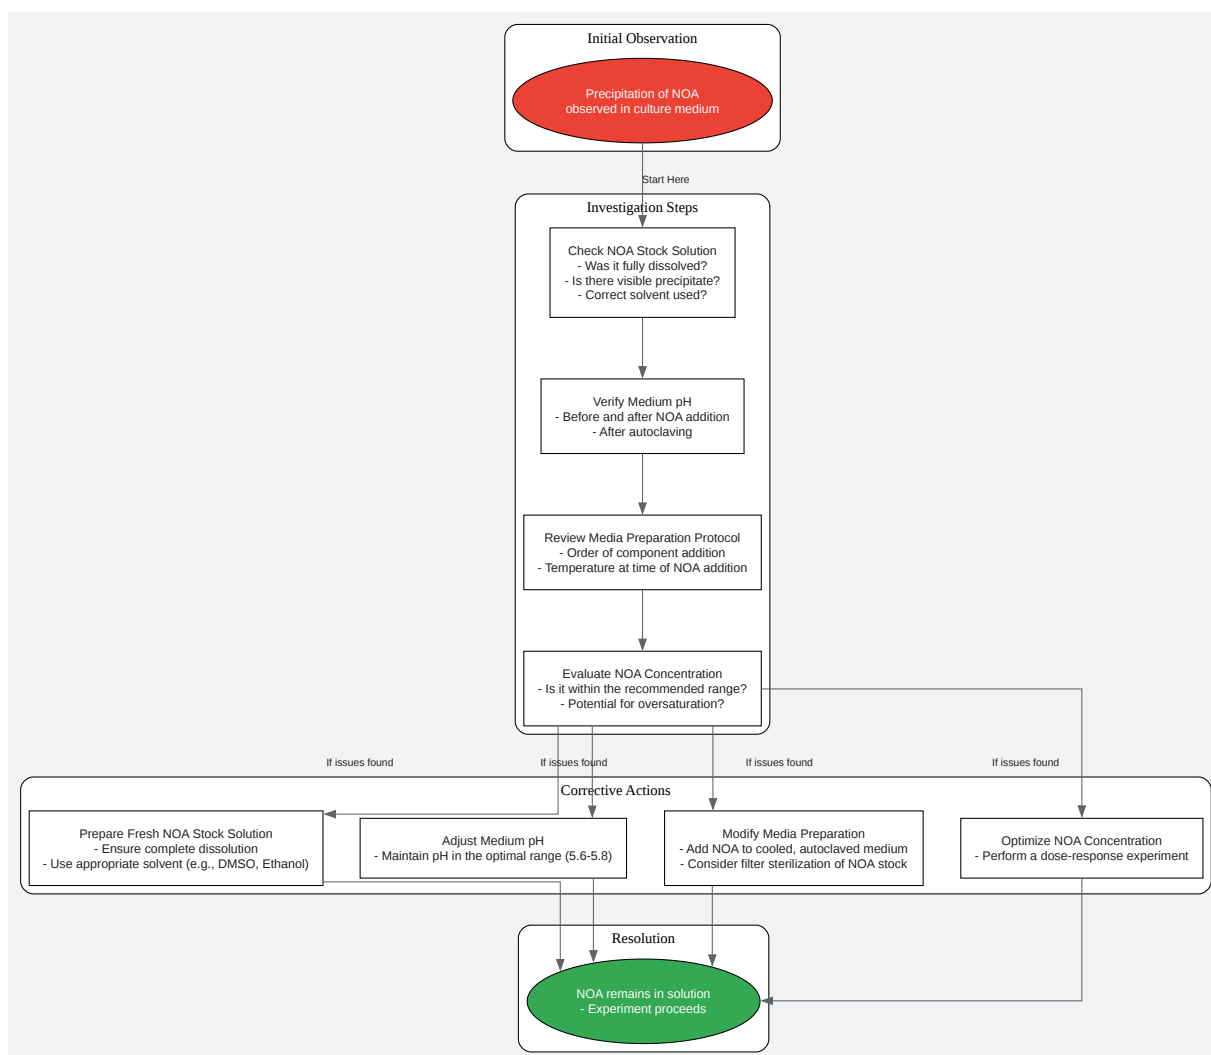 Initial Observation
Precipitation of NOA
observed in culture medium
Start Here
Investigation Steps
Check NOA Stock Solution
- Was it fully dissolved?
- Is there visible precipitate?
- Correct solvent used?
Verify Medium pH
- Before and after NOA addition
- After autoclaving
Review Media Preparation Protocol
- Order of component addition
- Temperature at time of NOA addition
Evaluate NOA Concentration
- Is it within the recommended range?
- Potential for oversaturation?
If issues found
If issues found
If issues found
If issues found
Corrective Actions
Prepare Fresh NOA Stock Solution
- Ensure complete dissolution
- Use appropriate solvent (e.g., DMSO, Ethanol)
Adjust Medium pH
- Maintain pH in the optimal range (5.6-5.8)
Modify Media Preparation
- Add NOA to cooled, autoclaved medium
- Consider filter sterilization of NOA stock
Optimize NOA Concentration
- Perform a dose-response experiment
Resolution
NOA remains in solution
- Experiment proceeds